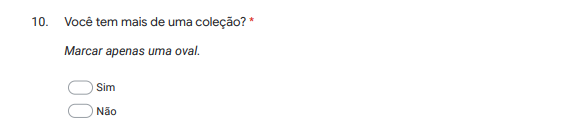 10. Você tem mais de uma coleção? *
Marcar apenas uma oval.
Sim
Não